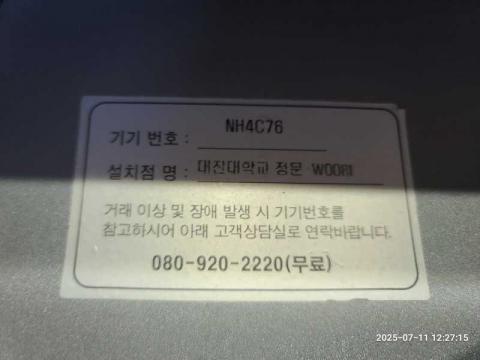 기기 번호 : NH4C76
설치점 명 : 대진대학교 정문-WOORI
거래 이상 및 장애 발생 시 기기번호를
참고하시어 아래 고객상담실로 연락바랍니다.
080-920-2220(무료)
2025-07-11 12:27:15